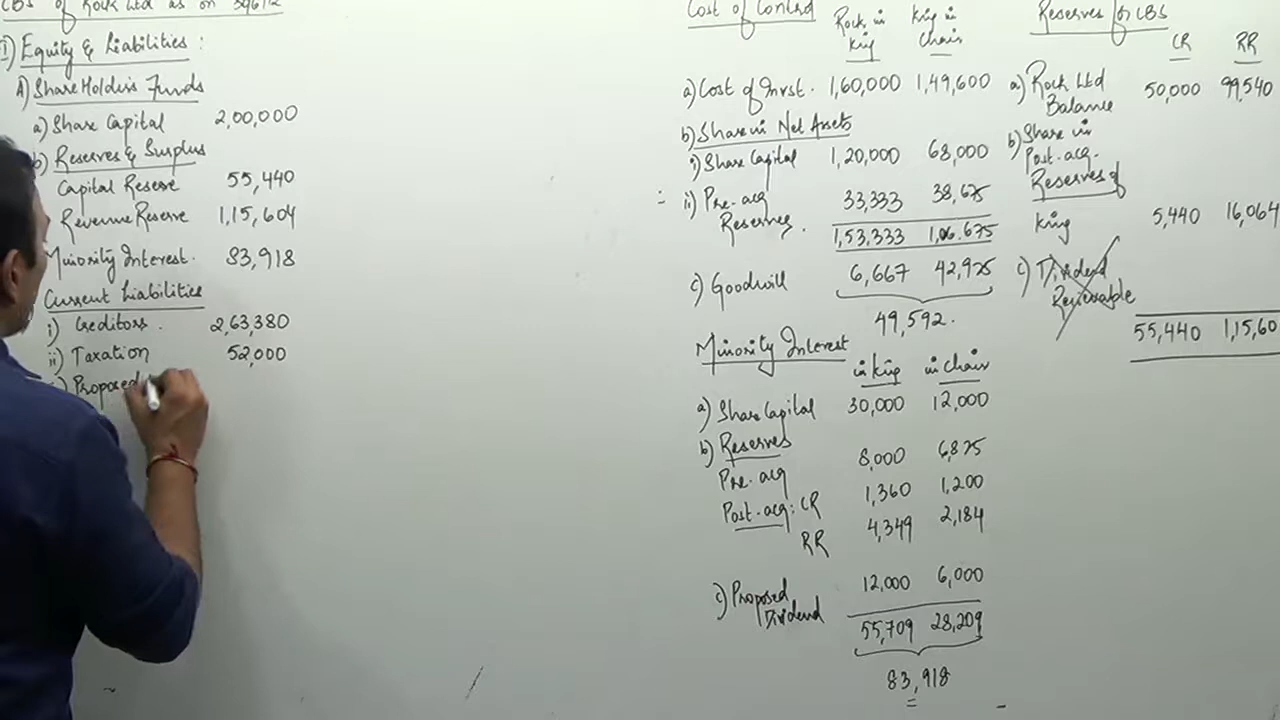 CBS of Rock Ltd as on
I) Equity & Liabilities :
A) Share Holders Funds
a) Share Capital 2,00,000
b) Reserves & Surplus
Capital Reserve 55,440
Revenue Reserve 1,15,604
Minority Interest. 83,918
Current Liabilities
i) Creditors. 2,63,380
ii) Taxation 52,000
Proposed
Cost of Control
Rock in King
King in Chair
a) Cost of Invst. 1,60,000 1,49,600
b) Share in Net Assets
i) Share Capital 1,20,000 68,000
ii) Pre-acq Reserves. 33,333 38,675
1,53,333 1,06,675
c) Goodwill 6,667 42,925
49,592.
Minority Interest
in King in Chair
a) Share Capital 30,000 12,000
b) Reserves
Pre-acq 8,000 6,825
Post-acq: CR 1,360 1,200
RR 4,349 2,184
c) Proposed Dividend 12,000 6,000
55,709 28,209
83,918
Reserves for CBS
CR RR
a) Rock Ltd Balance 50,000 99,540
b) Share in
Post-acq.
Reserves of
King 5,440 16,064
c) Dividend
Receivable
55,440 1,15,60